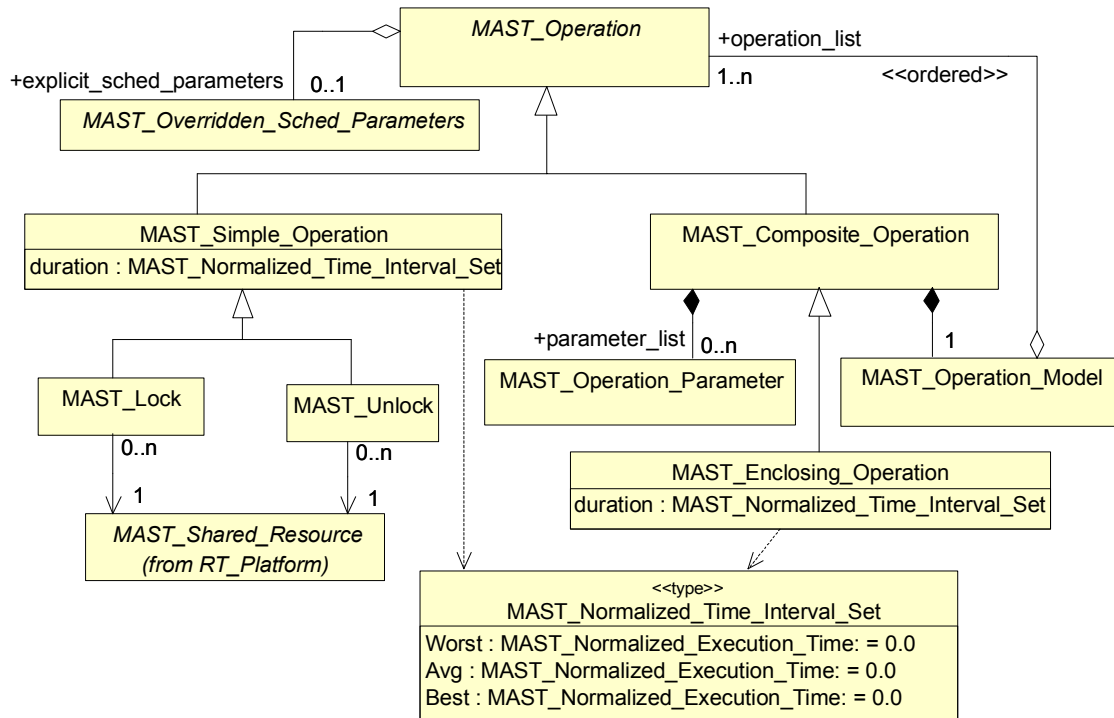 MAST_Operation
+operation_list
1..n
<<ordered>>
+explicit_sched_parameters
0..1
MAST_Overridden_Sched_Parameters
MAST_Simple_Operation
duration : MAST_Normalized_Time_Interval_Set
MAST_Composite_Operation
+parameter_list
0..n
1
MAST_Operation_Parameter
MAST_Operation_Model
MAST_Lock
MAST_Unlock
0..n
0..n
1
1
MAST_Shared_Resource
(from RT_Platform)
MAST_Enclosing_Operation
duration : MAST_Normalized_Time_Interval_Set
<<type>>
MAST_Normalized_Time_Interval_Set
Worst : MAST_Normalized_Execution_Time: = 0.0
Avg : MAST_Normalized_Execution_Time: = 0.0
Best : MAST_Normalized_Execution_Time: = 0.0